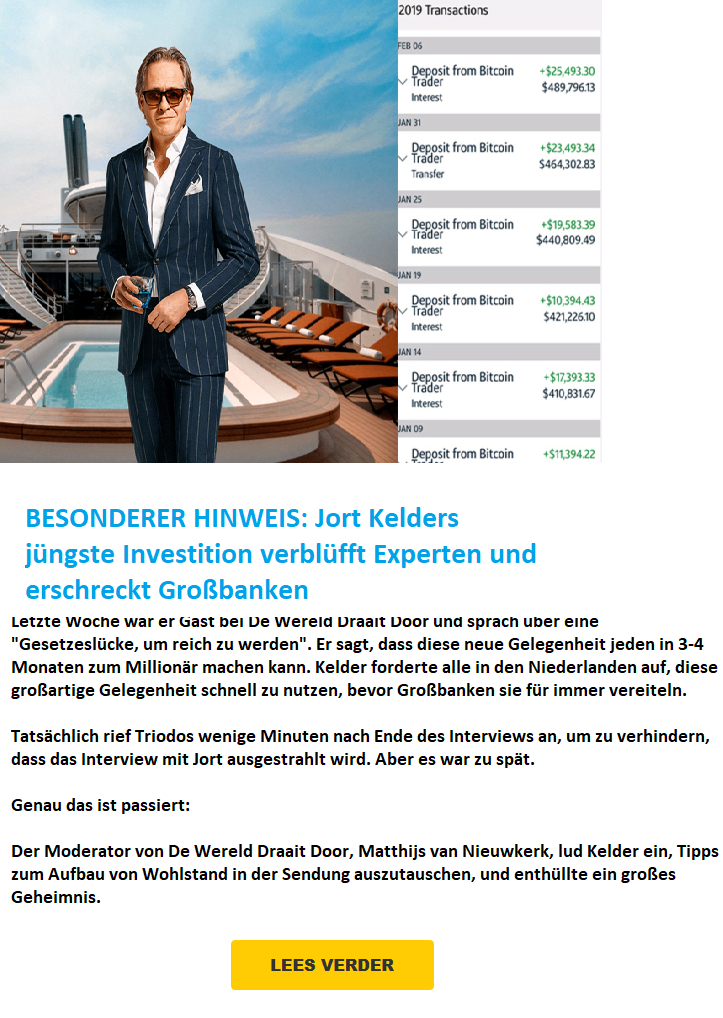 2019 Transactions
FEB 06
Deposit from Bitcoin +$25,493.30
Trader $489,796.13
Interest
JAN 31
Deposit from Bitcoin +$23,493.34
Trader $464,302.83
Transfer
JAN 25
Deposit from Bitcoin +$19,583.39
Trader $440,809.49
Interest
JAN 19
Deposit from Bitcoin +$10,394.43
Trader $421,226.10
Interest
JAN 14
Deposit from Bitcoin +$17,393.33
Trader $410,831.67
Interest
JAN 09
Deposit from Bitcoin +$11,394.22
BESONDERER HINWEIS: Jort Kelders
jüngste Investition verblüfft Experten und
erschreckt Großbanken
Letzte Woche war er Gast bei De Wereld Draait Door und sprach über eine
"Gesetzeslücke, um reich zu werden". Er sagt, dass diese neue Gelegenheit jeden in 3-4
Monaten zum Millionär machen kann. Kelder forderte alle in den Niederlanden auf, diese
großartige Gelegenheit schnell zu nutzen, bevor Großbanken sie für immer vereiteln.
Tatsächlich rief Triodos wenige Minuten nach Ende des Interviews an, um zu verhindern,
dass das Interview mit Jort ausgestrahlt wird. Aber es war zu spät.
Genau das ist passiert:
Der Moderator von De Wereld Draait Door, Matthijs van Nieuwkerk, lud Kelder ein, Tipps
zum Aufbau von Wohlstand in der Sendung auszutauschen, und enthüllte ein großes
Geheimnis.
LEES VERDER